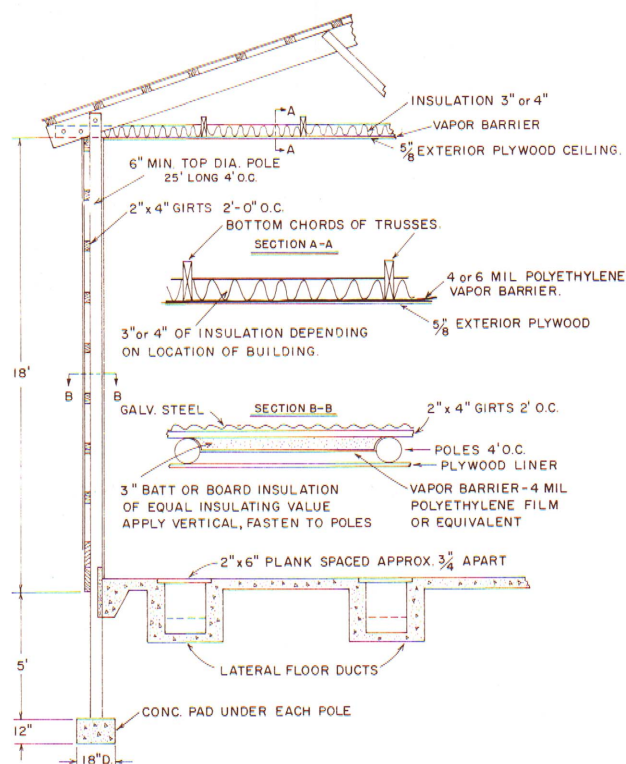 A
A
INSULATION 3" or 4"
VAPOR BARRIER
5/8" EXTERIOR PLYWOOD CEILING.
6" MIN. TOP DIA. POLE
25' LONG 4' O.C.
2" x 4" GIRTS 2'-0" O.C.
BOTTOM CHORDS OF TRUSSES.
SECTION A-A
4 or 6 MIL POLYETHYLENE
VAPOR BARRIER.
5/8" EXTERIOR PLYWOOD
3" or 4" OF INSULATION DEPENDING
ON LOCATION OF BUILDING.
18'
B B
GALV. STEEL
SECTION B-B
2" x 4" GIRTS 2' O.C.
POLES 4' O.C.
PLYWOOD LINER
3" BATT OR BOARD INSULATION
OF EQUAL INSULATING VALUE
APPLY VERTICAL, FASTEN TO POLES
VAPOR BARRIER-4 MIL
POLYETHYLENE FILM
OR EQUIVALENT
2" x 6" PLANK SPACED APPROX. 3/4" APART
5'
LATERAL FLOOR DUCTS
CONC. PAD UNDER EACH POLE
12"
18" D.